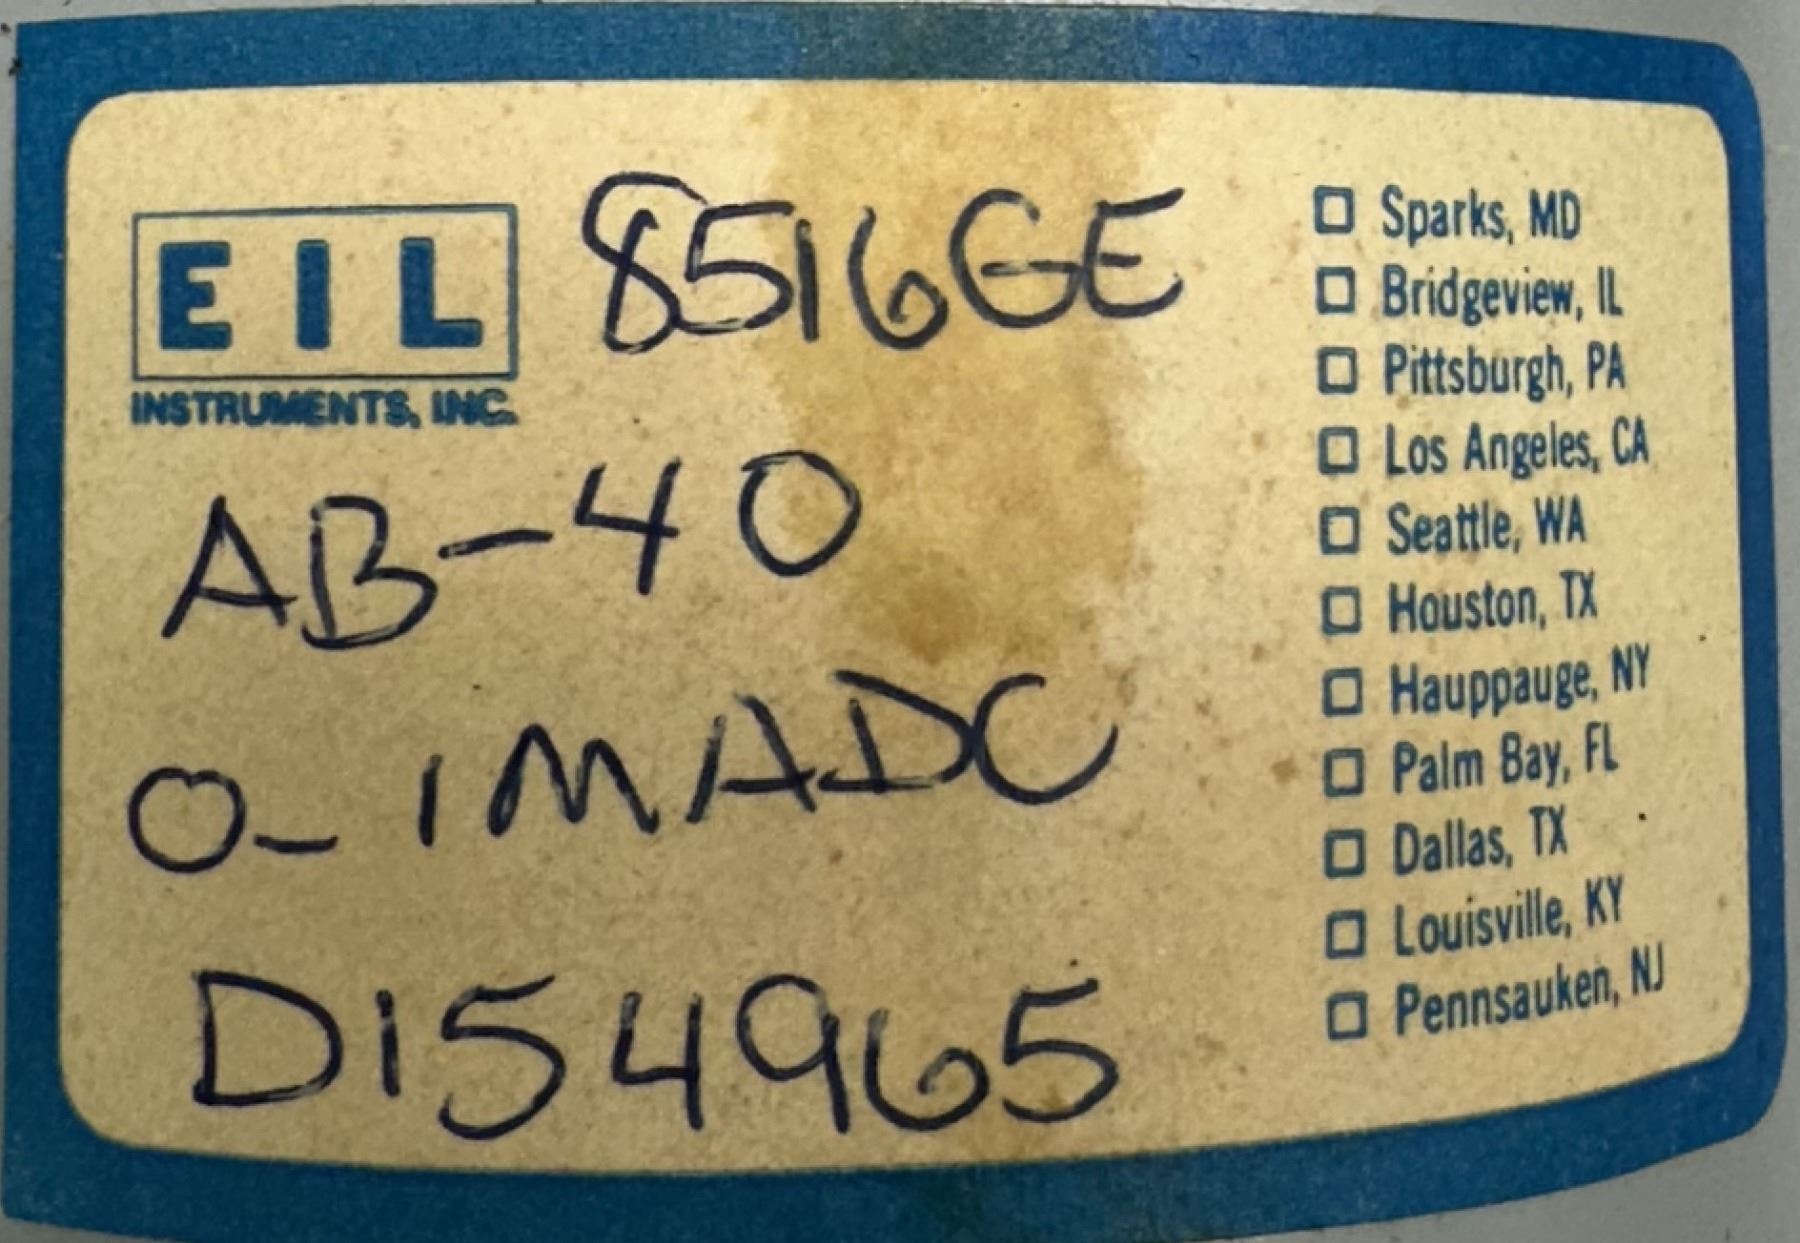 EIL
INSTRUMENTS, INC.
8516GE
AB-40
0-1MADC
D154965
Sparks, MD
Bridgeview, IL
Pittsburgh, PA
Los Angeles, CA
Seattle, WA
Houston, TX
Hauppauge, NY
Palm Bay, FL
Dallas, TX
Louisville, KY
Pennsauken, NJ